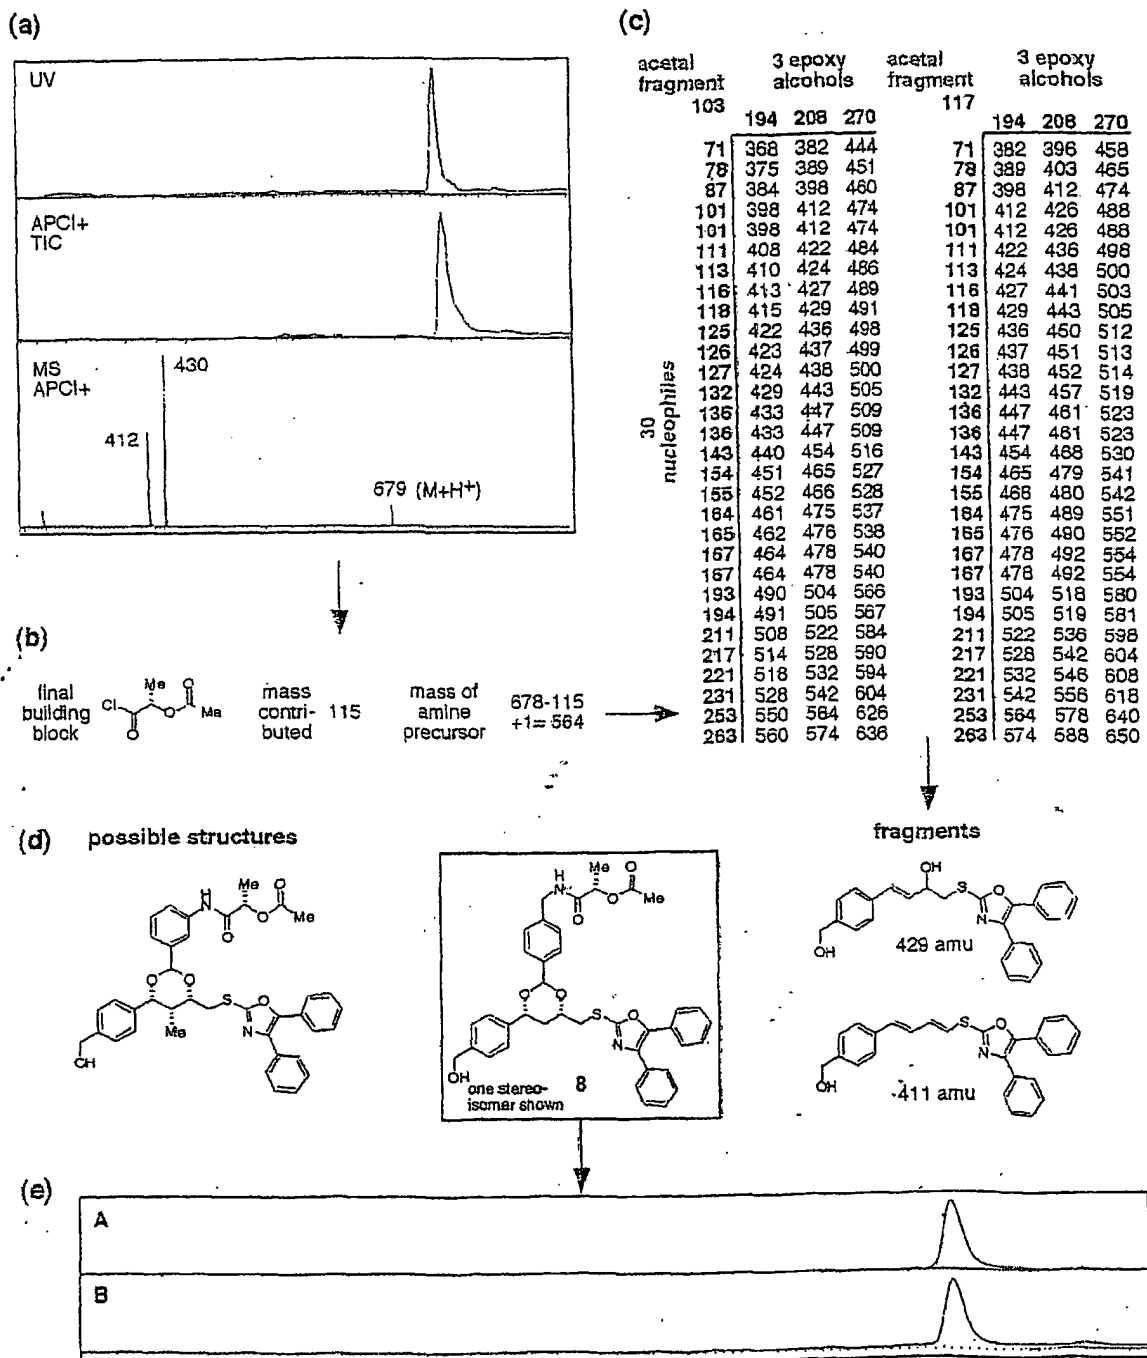 (a)
UV
APCI+
TIC
MS
APCI+
430
412
679 (M+H⁺)
(b)
final building block
Cl
O
Me
O
O
Me
mass contri- buted
115
mass of amine precursor
678-115
+1= 564
(c)
acetal fragment 103
3 epoxy alcohols
194 208 270
30 nucleophiles
71 368 382 444
78 375 389 451
87 384 398 460
101 398 412 474
101 398 412 474
111 408 422 484
113 410 424 486
116 413 427 489
118 415 429 491
125 422 436 498
126 423 437 499
127 424 438 500
132 429 443 505
136 433 447 509
136 433 447 509
143 440 454 516
154 451 465 527
155 452 466 528
164 461 475 537
165 462 476 538
167 464 478 540
167 464 478 540
193 490 504 566
194 491 505 567
211 508 522 584
217 514 528 590
221 518 532 594
231 528 542 604
253 550 564 626
263 560 574 636
acetal fragment 117
3 epoxy alcohols
194 208 270
71 382 396 458
78 389 403 465
87 398 412 474
101 412 426 488
101 412 426 488
111 422 436 498
113 424 438 500
116 427 441 503
118 429 443 505
125 436 450 512
126 437 451 513
127 438 452 514
132 443 457 519
136 447 461 523
136 447 461 523
143 454 468 530
154 465 479 541
155 466 480 542
164 475 489 551
165 476 490 552
167 478 492 554
167 478 492 554
193 504 518 580
194 505 519 581
211 522 536 598
217 528 542 604
221 532 546 608
231 542 556 618
253 564 578 640
263 574 588 650
(d)
possible structures
H
N
Me
O
O
O
Me
O
O
Me
S
O
N
OH
H
N
Me
O
O
O
Me
O
O
S
O
N
OH
one stereo-
isomer shown
8
fragments
OH
S
O
N
OH
429 amu
S
O
N
OH
411 amu
(e)
A
B